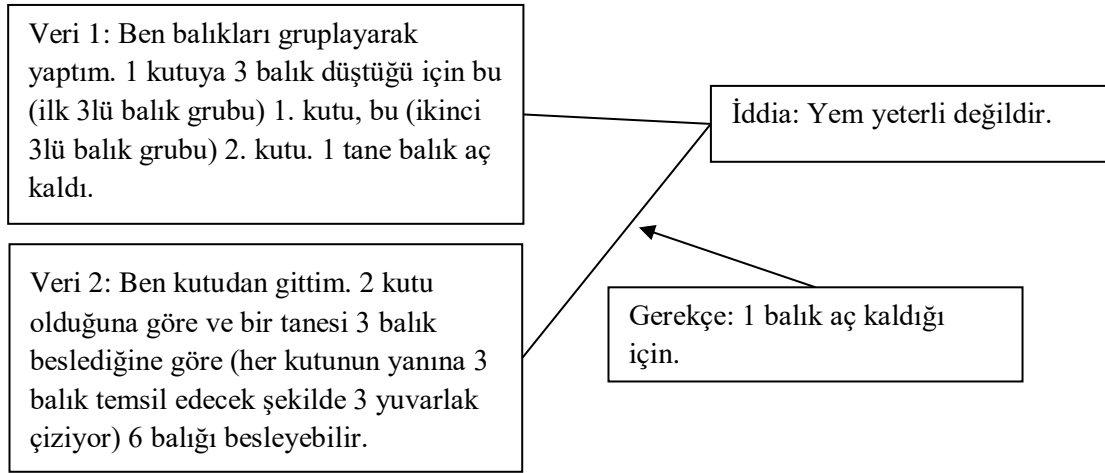 Veri 1: Ben balıkları gruplayarak
yaptım. 1 kutuya 3 balık düştüğü için bu
(ilk 3lü balık grubu) 1. kutu, bu (ikinci
3lü balık grubu) 2. kutu. 1 tane balık aç
kaldı.
İddia: Yem yeterli değildir.
Veri 2: Ben kutudan gittim. 2 kutu
olduğuna göre ve bir tanesi 3 balık
beslediğine göre (her kutunun yanına 3
balık temsil edecek şekilde 3 yuvarlak
çiziyor) 6 balığı besleyebilir.
Gerekçe: 1 balık aç kaldığı
için.